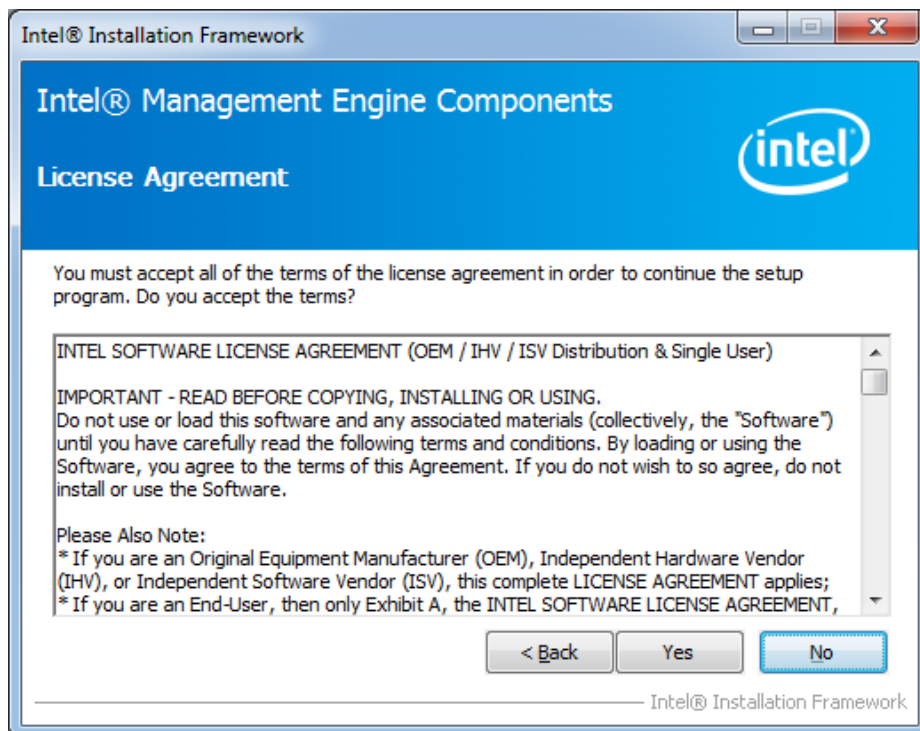 Intel® Installation Framework
Intel® Management Engine Components
intel
License Agreement
You must accept all of the terms of the license agreement in order to continue the setup
program. Do you accept the terms?
INTEL SOFTWARE LICENSE AGREEMENT (OEM / IHV / ISV Distribution & Single User)
IMPORTANT - READ BEFORE COPYING, INSTALLING OR USING.
Do not use or load this software and any associated materials (collectively, the "Software")
until you have carefully read the following terms and conditions. By loading or using the
Software, you agree to the terms of this Agreement. If you do not wish to so agree, do not
install or use the Software.
Please Also Note:
* If you are an Original Equipment Manufacturer (OEM), Independent Hardware Vendor
(IHV), or Independent Software Vendor (ISV), this complete LICENSE AGREEMENT applies;
* If you are an End-User, then only Exhibit A, the INTEL SOFTWARE LICENSE AGREEMENT,
< Back Yes No
Intel® Installation Framework